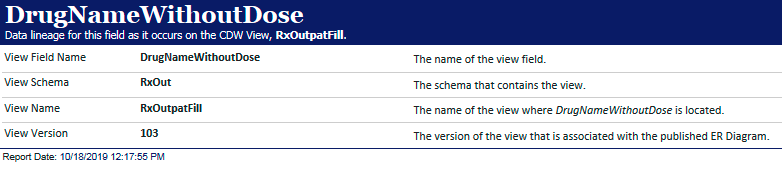 DrugNameWithoutDose
Data lineage for this field as it occurs on the CDW View, RxOutpatFill.
View Field Name DrugNameWithoutDose The name of the view field.
View Schema RxOut The schema that contains the view.
View Name RxOutpatFill The name of the view where DrugNameWithoutDose is located.
View Version 103 The version of the view that is associated with the published ER Diagram.
Report Date: 10/18/2019 12:17:55 PM